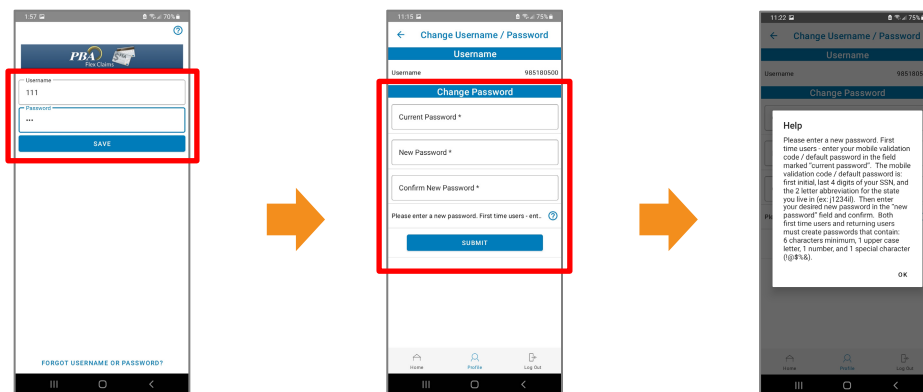 1:57 70%
PBA
Flex Claims
Username
111
Password
•••
SAVE
FORGOT USERNAME OR PASSWORD?
11:15 75%
← Change Username / Password
Username
Username 985180500
Change Password
Current Password *
New Password *
Confirm New Password *
Please enter a new password. First time users - ent..
SUBMIT
Home Profile Log Out
11:22 75%
← Change Username / Password
Username
Username 9851805
Change Password
Help
Please enter a new password. First
time users - enter your mobile validation
code / default password in the field
marked "current password". The mobile
validation code / default password is:
first initial, last 4 digits of your SSN, and
the 2 letter abbreviation for the state
you live in (ex: j1234il). Then enter
your desired new password in the "new
password" field and confirm. Both
first time users and returning users
must create passwords that contain:
6 characters minimum, 1 upper case
letter, 1 number, and 1 special character
(!@$%&).
OK
Home Profile Log Out